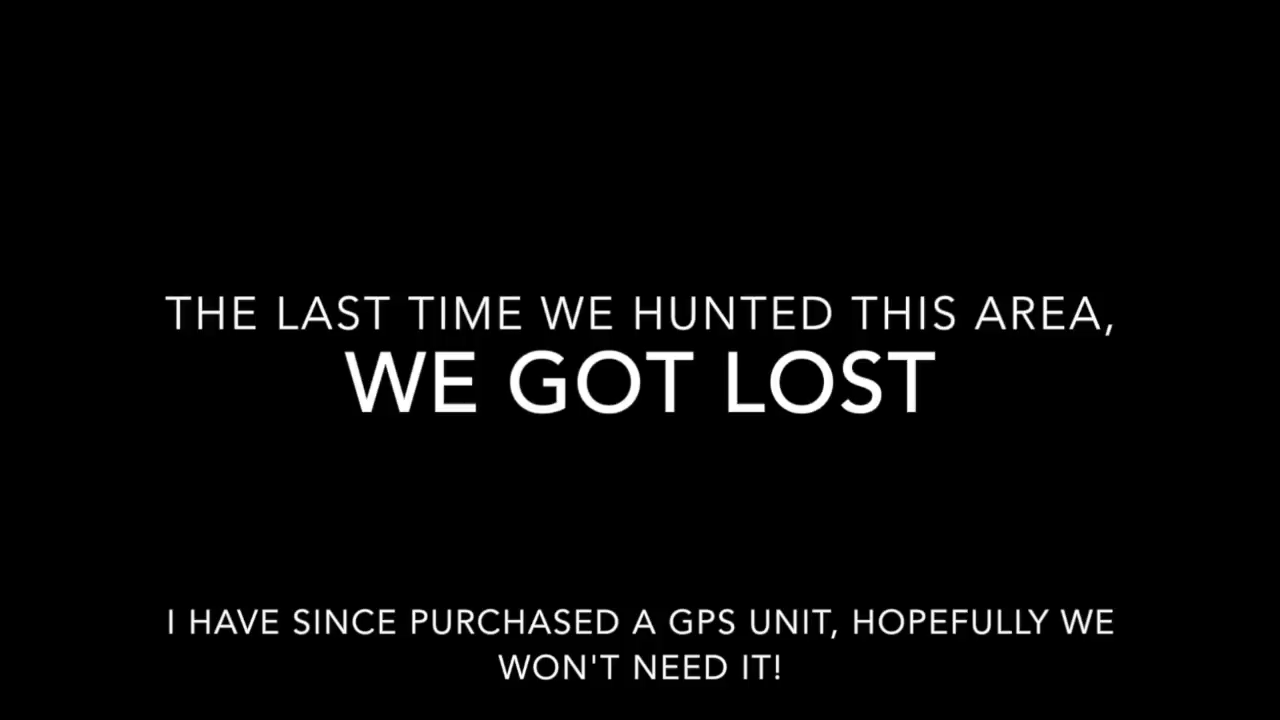 THE LAST TIME WE HUNTED THIS AREA,
WE GOT LOST
I HAVE SINCE PURCHASED A GPS UNIT, HOPEFULLY WE
WON'T NEED IT!